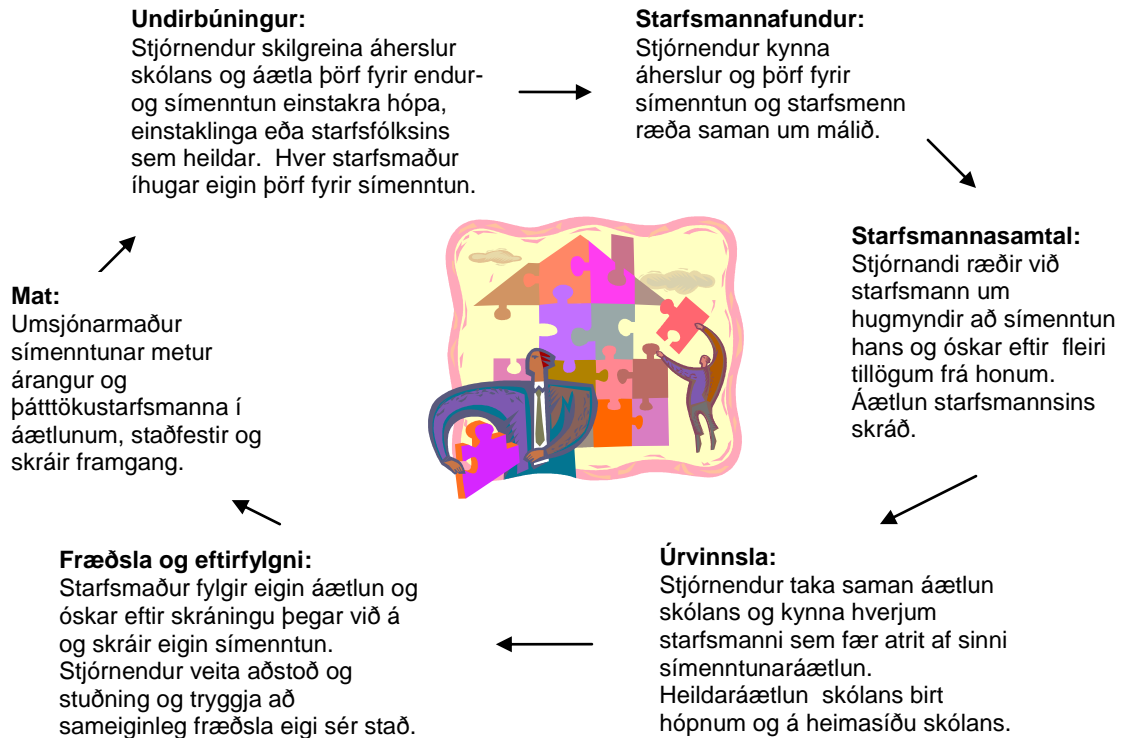 Undirbúningur:
Stjórnendur skilgreina áherslur
skólans og áætla þörf fyrir endur-
og símenntun einstakra hópa,
einstaklinga eða starfsfólksins
sem heildar.  Hver starfsmaður
íhugar eigin þörf fyrir símenntun.
Starfsmannafundur:
Stjórnendur kynna
áherslur og þörf fyrir
símenntun og starfsmenn
ræða saman um málið.
Starfsmannasamtal:
Stjórnandi ræðir við
starfsmann um
hugmyndir að símenntun
hans og óskar eftir  fleiri
tillögum frá honum.
Áætlun starfsmannsins
skráð.
Úrvinnsla:
Stjórnendur taka saman áætlun
skólans og kynna hverjum
starfsmanni sem fær atrit af sinni
símenntunaráætlun.
Heildaráætlun  skólans birt
hópnum og á heimasíðu skólans.
Fræðsla og eftirfylgni:
Starfsmaður fylgir eigin áætlun og
óskar eftir skráningu þegar við á
og skráir eigin símenntun.
Stjórnendur veita aðstoð og
stuðning og tryggja að
sameiginleg fræðsla eigi sér stað.
Mat:
Umsjónarmaður
símenntunar metur
árangur og
þátttökustarfsmanna í
áætlunum, staðfestir og
skráir framgang.